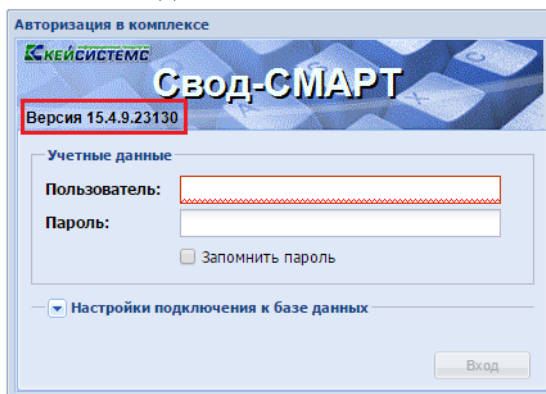 Авторизация в комплексе
КЕЙСИСТЕМС
Свод-СМАРТ
Версия 15.4.9.23130
Учетные данные
Пользователь:
Пароль:
Запомнить пароль
Настройки подключения к базе данных
Вход